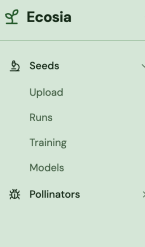 Ecosia
Seeds
Upload
Runs
Training
Models
Pollinators